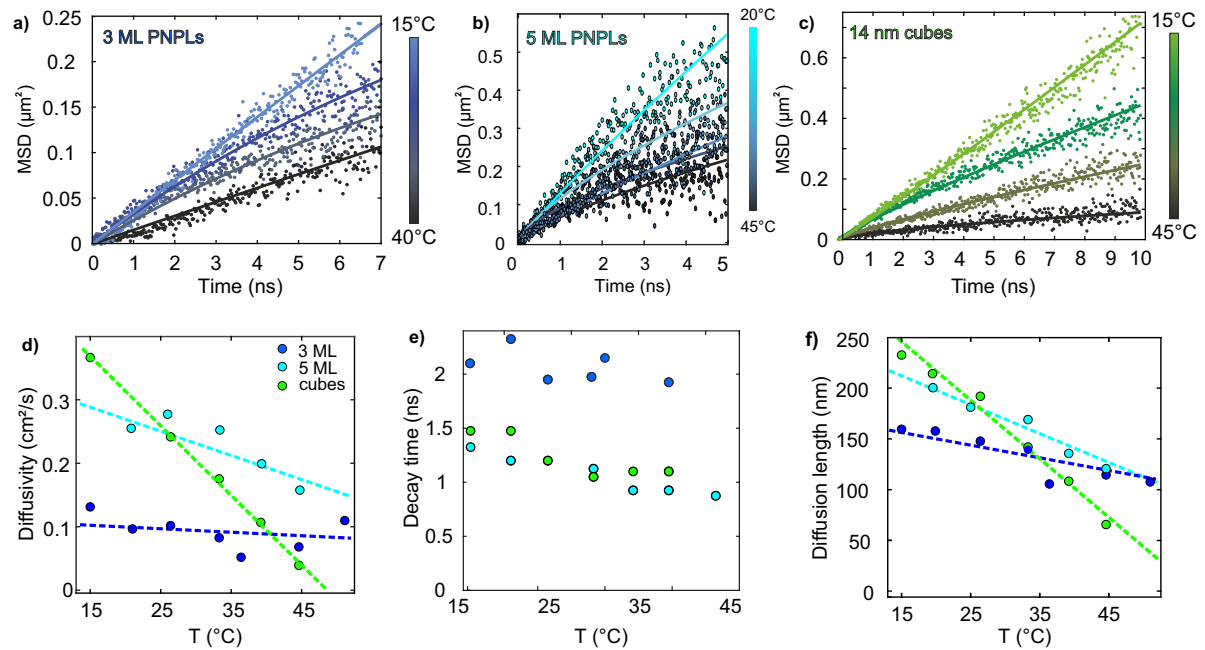 a)
3 ML PNPLs
15°C
40°C
0.25
0.2
0.15
0.1
0.05
0
MSD (µm²)
0 1 2 3 4 5 6 7
Time (ns)
b)
5 ML PNPLs
20°C
45°C
0.6
0.5
0.4
0.3
0.2
0.1
0
MSD (µm²)
0 1 2 3 4 5
Time (ns)
c)
14 nm cubes
15°C
45°C
0.6
0.4
0.2
0
MSD (µm²)
0 1 2 3 4 5 6 7 8 9 10
Time (ns)
d)
3 ML
5 ML
cubes
0.3
0.2
0.1
0
Diffusivity (cm²/s)
15 25 35 45
T (°C)
e)
2
1.5
1
0.5
0
Decay time (ns)
15 25 35 45
T (°C)
f)
250
200
150
100
50
0
Diffusion length (nm)
15 25 35 45
T (°C)